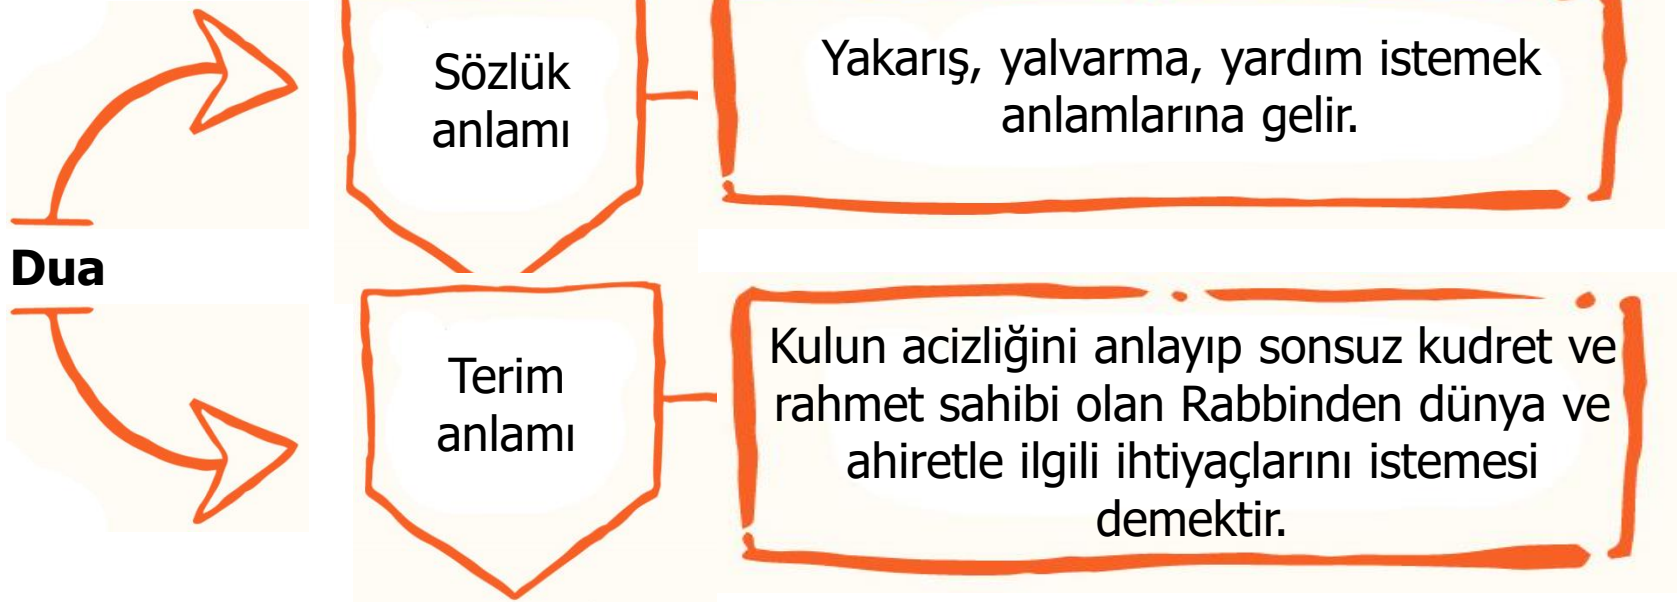 Dua
Sözlük
anlamı
Yakarış, yalvarma, yardım istemek
anlamlarına gelir.
Terim
anlamı
Kulun acizliğini anlayıp sonsuz kudret ve
rahmet sahibi olan Rabbinden dünya ve
ahiretle ilgili ihtiyaçlarını istemesi
demektir.